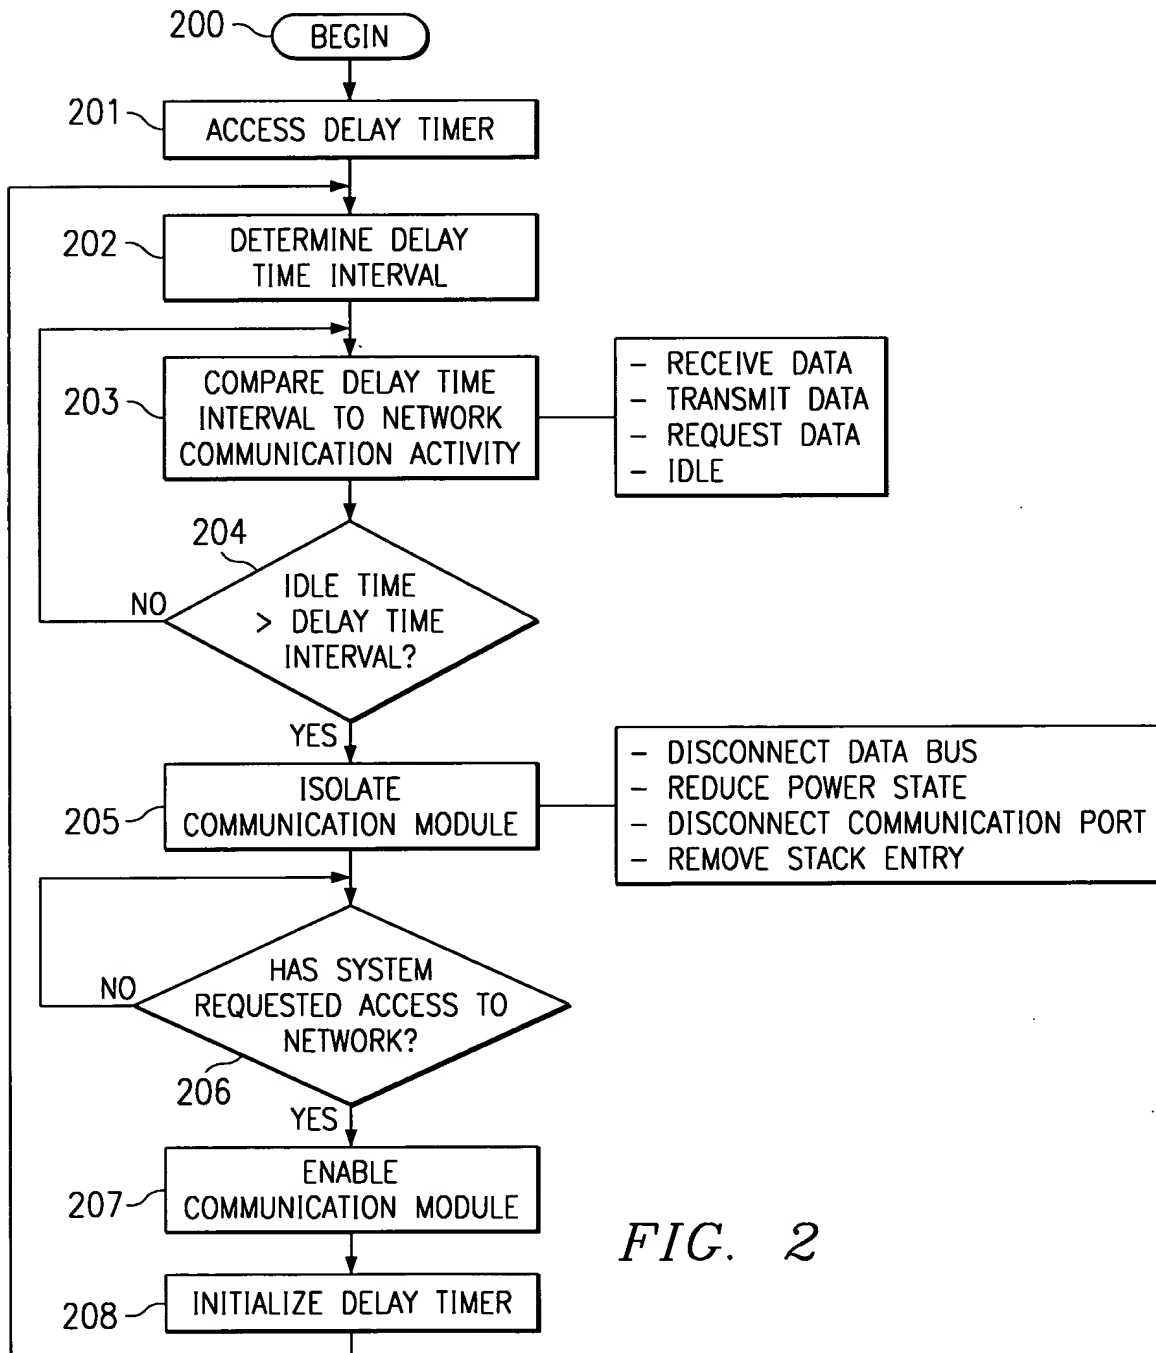 200
BEGIN
201
ACCESS DELAY TIMER
202
DETERMINE DELAY
TIME INTERVAL
203
COMPARE DELAY TIME
INTERVAL TO NETWORK
COMMUNICATION ACTIVITY
- RECEIVE DATA
- TRANSMIT DATA
- REQUEST DATA
- IDLE
204
IDLE TIME
> DELAY TIME
INTERVAL?
NO
YES
205
ISOLATE
COMMUNICATION MODULE
- DISCONNECT DATA BUS
- REDUCE POWER STATE
- DISCONNECT COMMUNICATION PORT
- REMOVE STACK ENTRY
HAS SYSTEM
REQUESTED ACCESS TO
NETWORK?
NO
206
YES
207
ENABLE
COMMUNICATION MODULE
208
INITIALIZE DELAY TIMER
FIG. 2